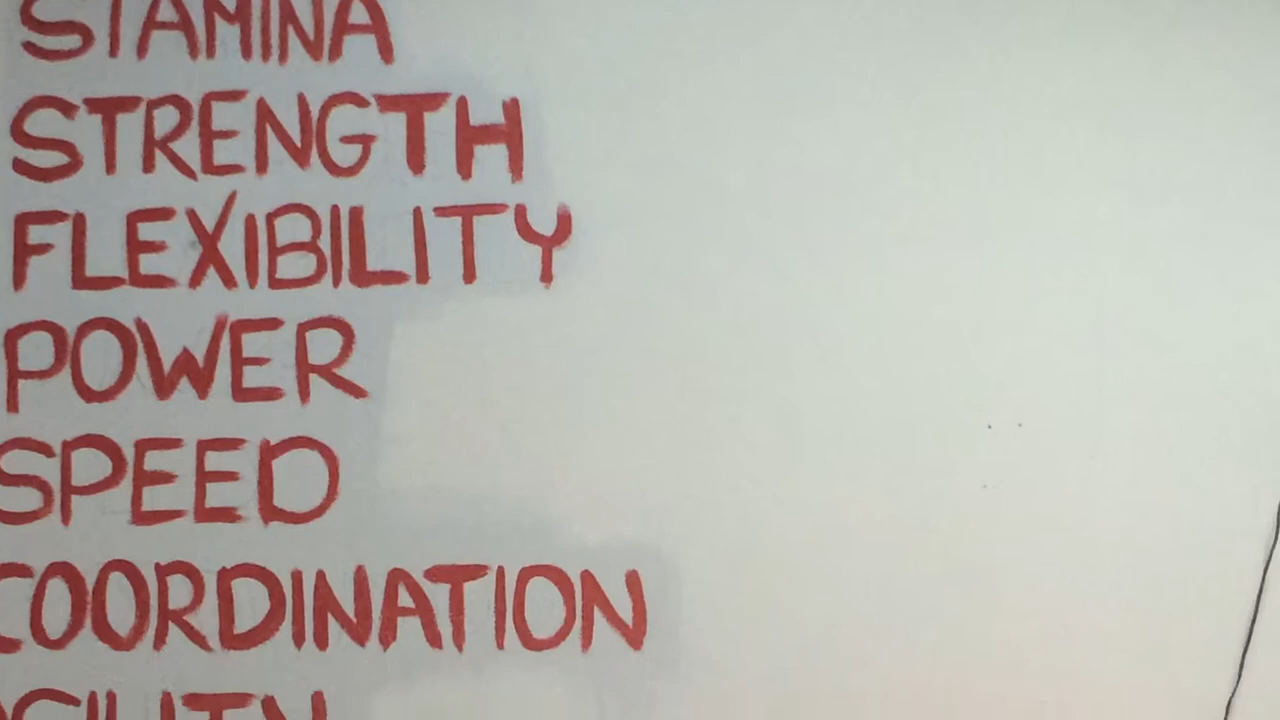 STAMINA
STRENGTH
FLEXIBILITY
POWER
SPEED
COORDINATION